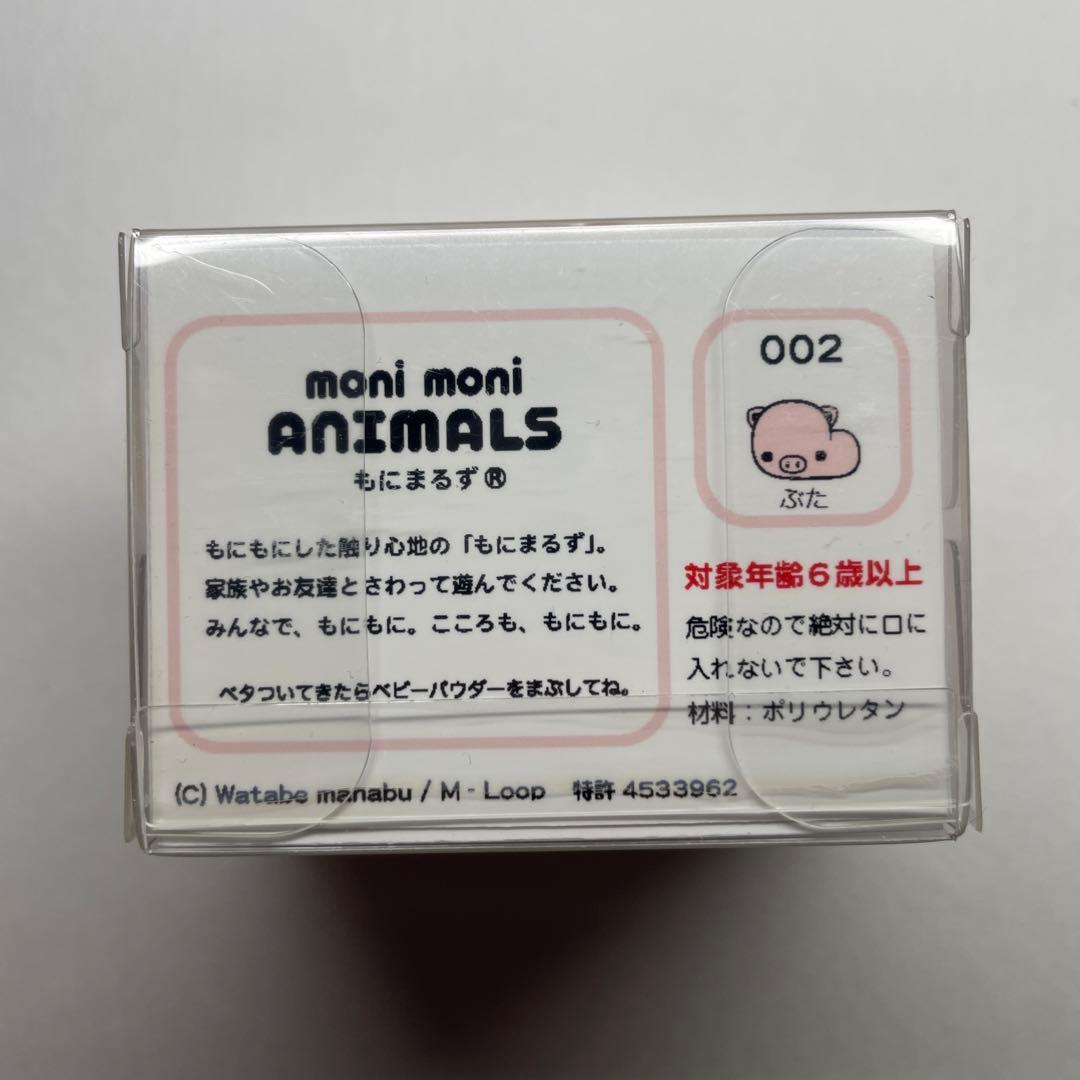 moni moni
ANIMALS
もにまるず®
もにもにした触り心地の「もにまるず」。
家族やお友達とさわって遊んでください。
みんなで、もにもに。こころも、もにもに。
ベタついてきたらベビーパウダーをまぶしてね。
002
ぶた
対象年齢6歳以上
危険なので絶対に口に
入れないで下さい。
材料：ポリウレタン
(C) Watabe manabu / M - Loop 特許 4533962